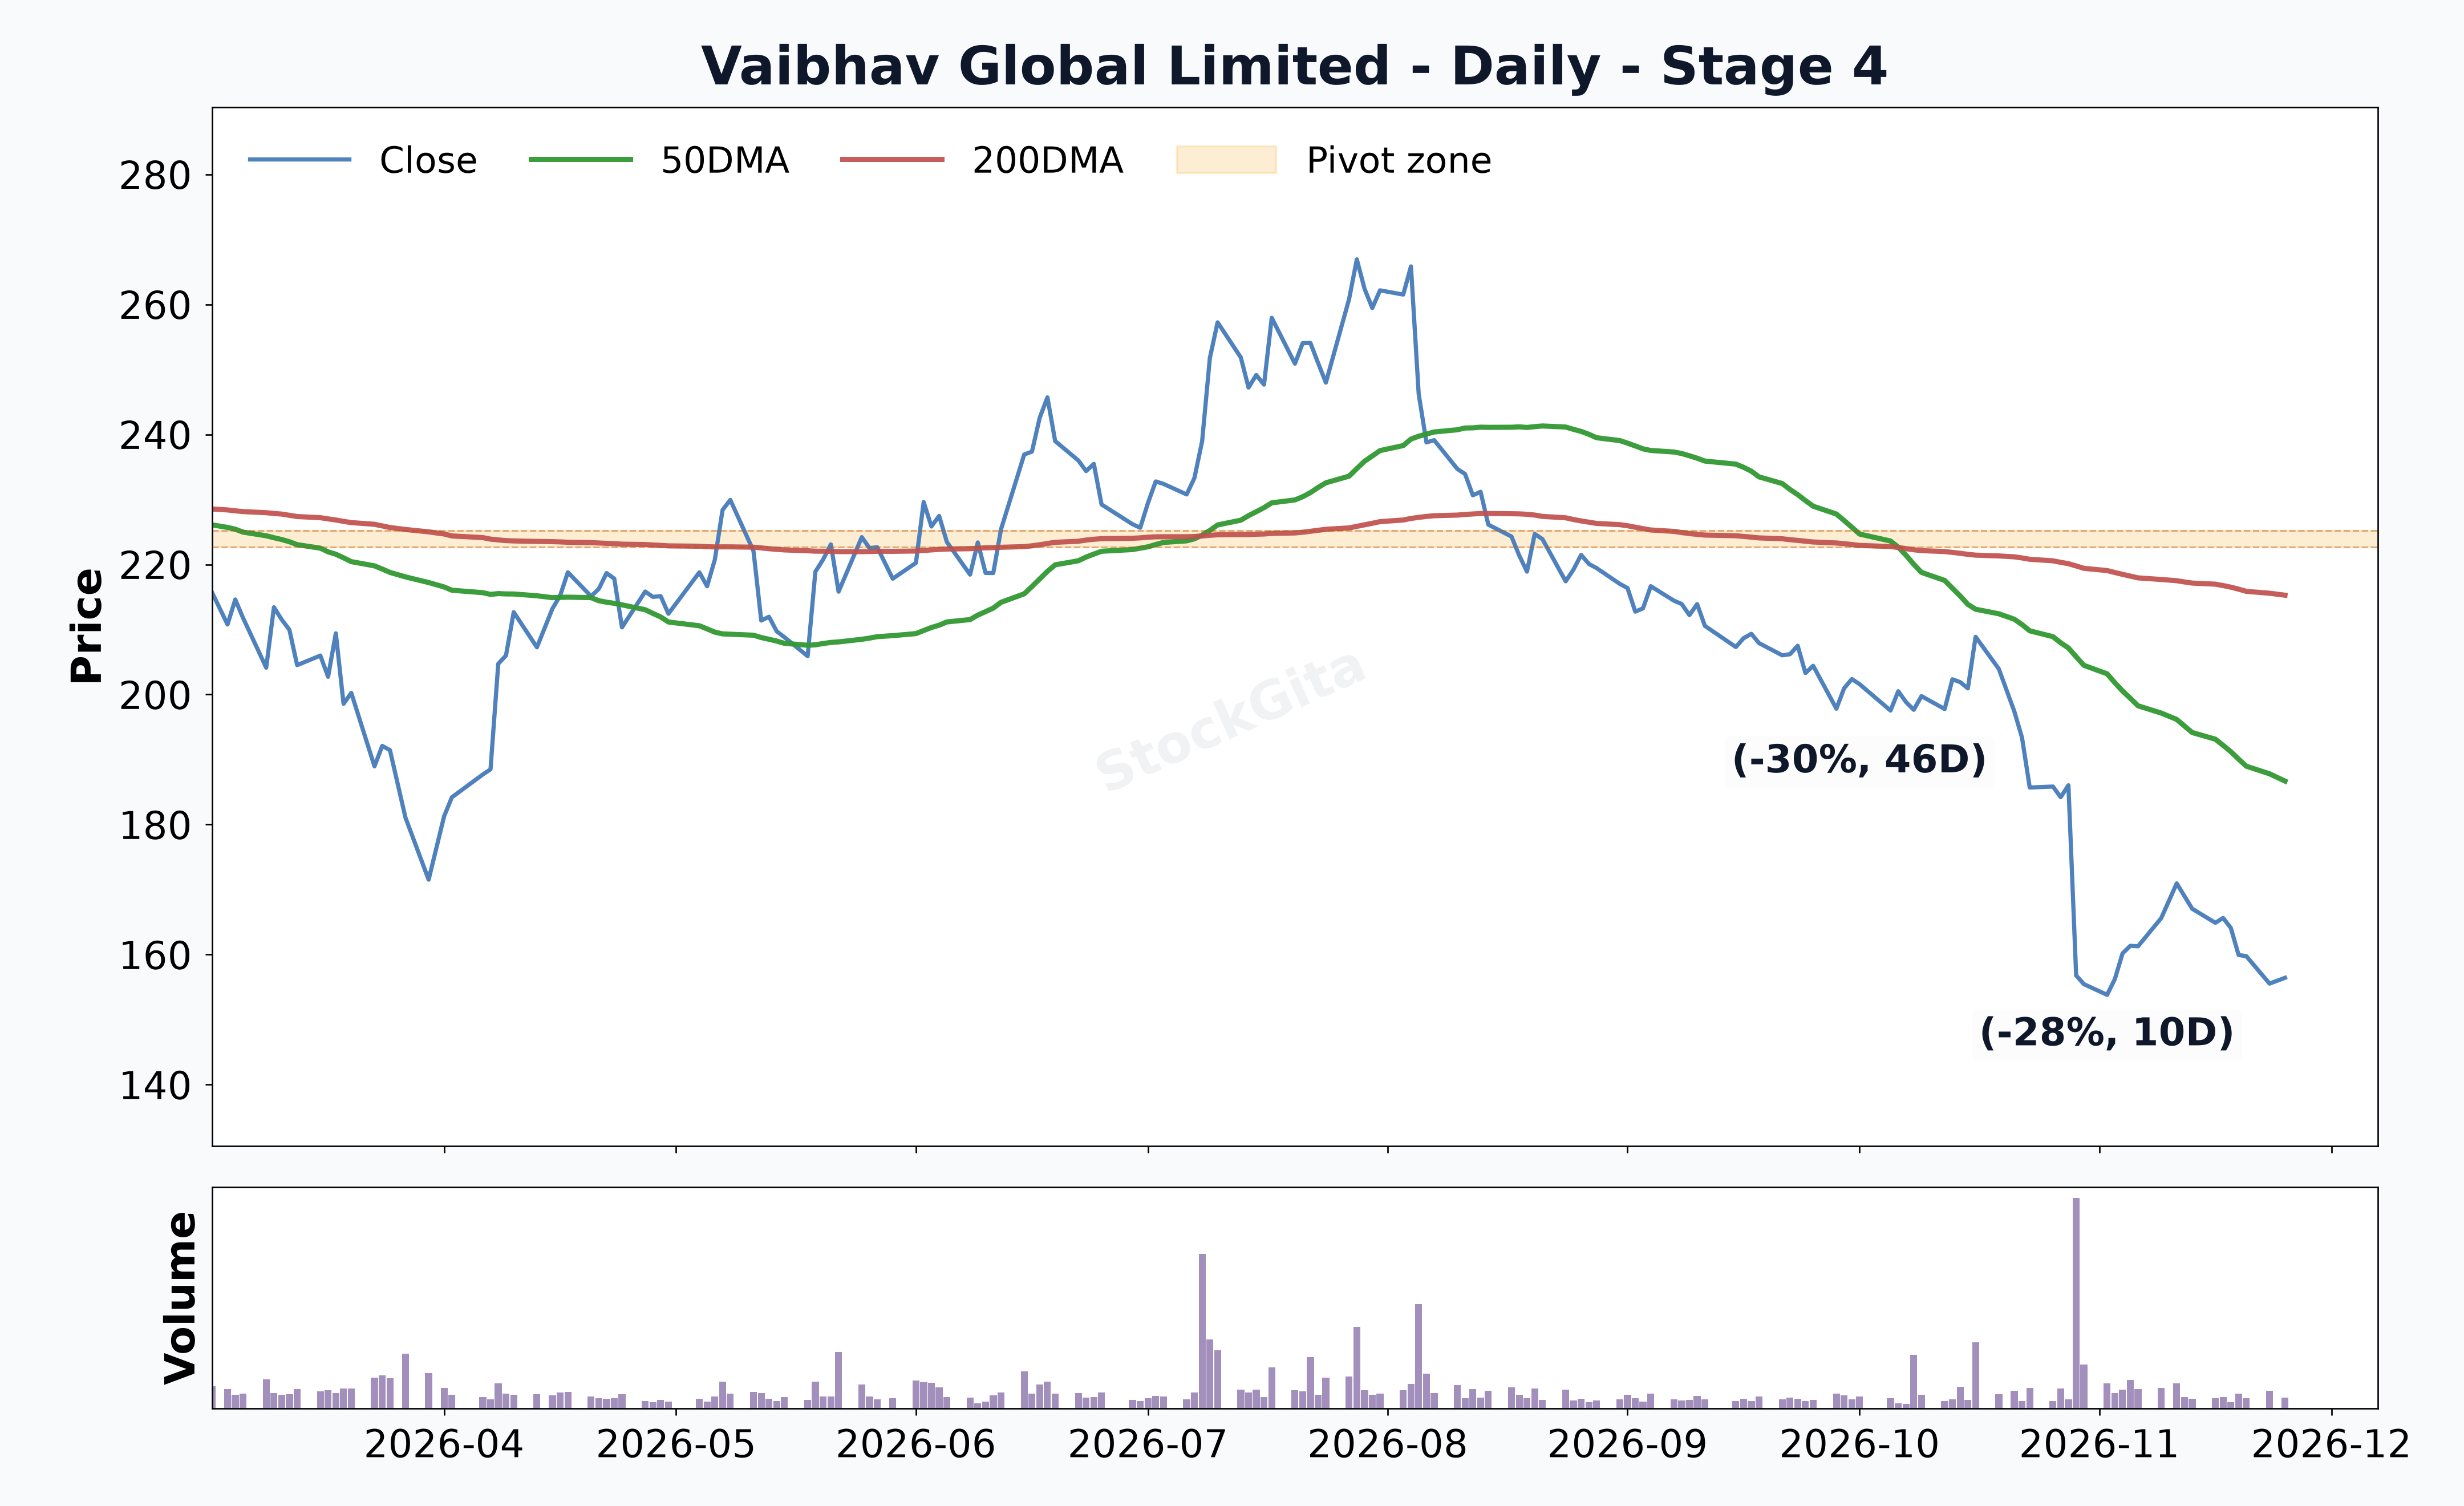 Vaibhav Global Limited - Daily - Stage 4
Close 50DMA 200DMA Pivot zone
280
260
240
220
200
180
160
140
Price
StockGita
(-30%, 46D)
(-28%, 10D)
Volume
2026-04 2026-05 2026-06 2026-07 2026-08 2026-09 2026-10 2026-11 2026-12